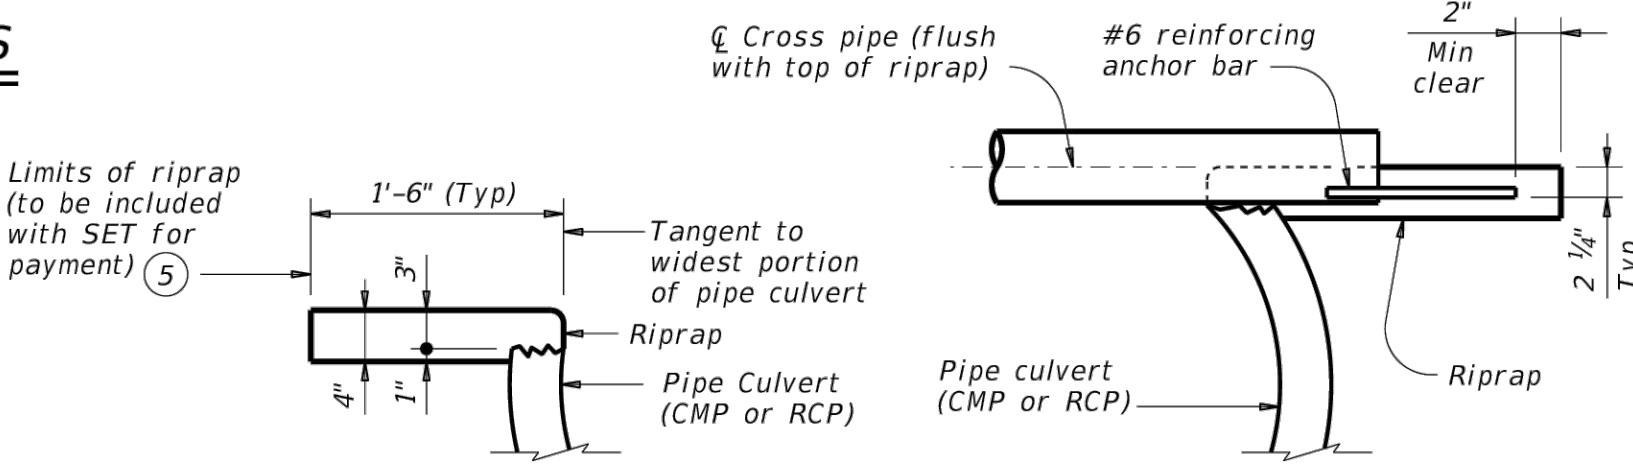 S
Limits of riprap
(to be included
with SET for
payment) 5
1'-6" (Typ)
3"
4"
1"
Tangent to
widest portion
of pipe culvert
Riprap
Pipe Culvert
(CMP or RCP)
℄ Cross pipe (flush
with top of riprap)
#6 reinforcing
anchor bar
2"
Min
clear
2 ¼"
Typ
Pipe culvert
(CMP or RCP)
Riprap